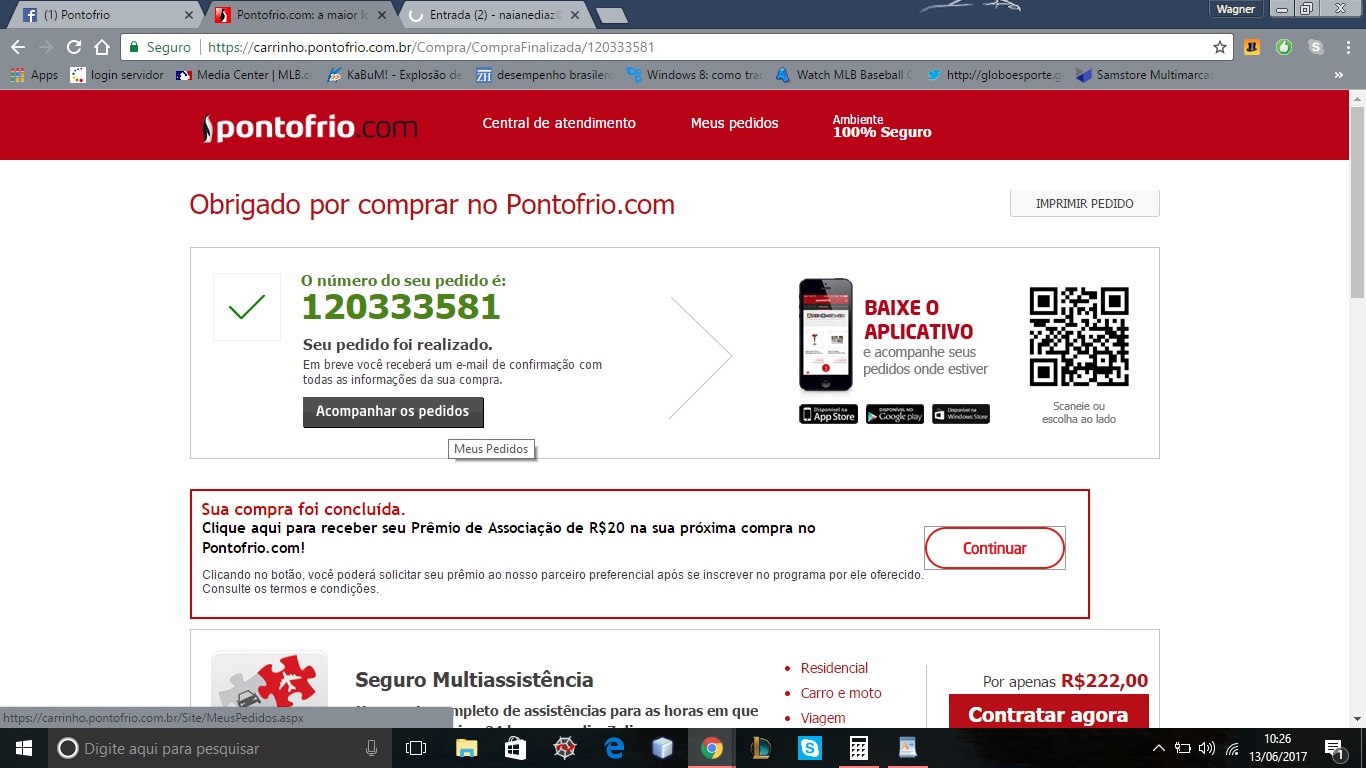 (1) Pontofrio
Pontofrio.com: a maior lo
Entrada (2) - naianediaz@
Wagner
Seguro
https://carrinho.pontofrio.com.br/Compra/CompraFinalizada/120333581
Apps
login servidor
Media Center | MLB.c
KaBuM! - Explosão de
desempenho brasileiro
Windows 8: como tra
Watch MLB Baseball
http://globoesporte.g
Samstore Multimarcas
»
pontofrio.com
Central de atendimento
Meus pedidos
Ambiente
100% Seguro
Obrigado por comprar no Pontofrio.com
IMPRIMIR PEDIDO
O número do seu pedido é:
120333581
Seu pedido foi realizado.
Em breve você receberá um e-mail de confirmação com
todas as informações da sua compra.
Acompanhar os pedidos
Meus Pedidos
BAIXE O
APLICATIVO
e acompanhe seus
pedidos onde estiver
Disponível na
App Store
DISPONÍVEL NO
Google play
Disponível na
Windows Store
Scaneie ou
escolha ao lado
Sua compra foi concluída.
Clique aqui para receber seu Prêmio de Associação de R$20 na sua próxima compra no
Pontofrio.com!
Clicando no botão, você poderá solicitar seu prêmio ao nosso parceiro preferencial após se inscrever no programa por ele oferecido.
Consulte os termos e condições.
Continuar
Seguro Multiassistência
completo de assistências para as horas em que
Residencial
Carro e moto
Viagem
Por apenas R$222,00
Contratar agora
https://carrinho.pontofrio.com.br/Site/MeusPedidos.aspx
Digite aqui para pesquisar
10:26
13/06/2017
1